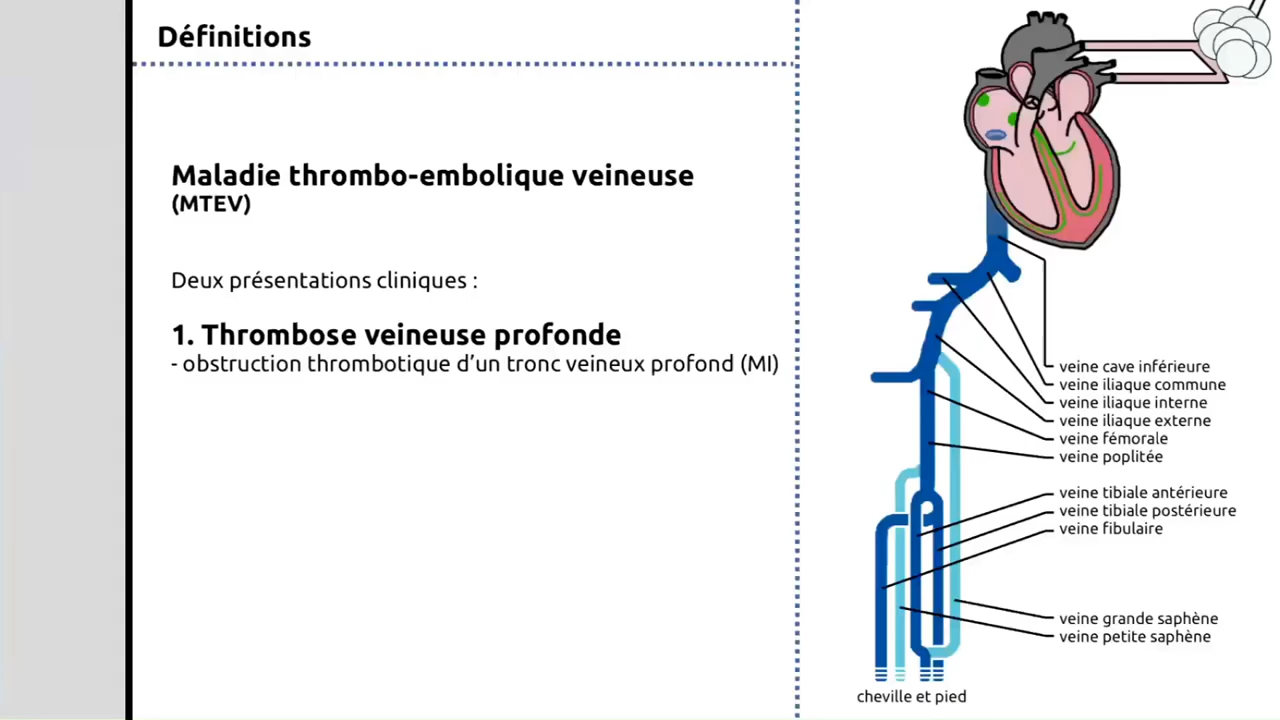 Définitions
Maladie thrombo-embolique veineuse
(MTEV)
Deux présentations cliniques :
1. Thrombose veineuse profonde
- obstruction thrombotique d’un tronc veineux profond (MI)
veine cave inférieure
veine iliaque commune
veine iliaque interne
veine iliaque externe
veine fémorale
veine poplitée
veine tibiale antérieure
veine tibiale postérieure
veine fibulaire
veine grande saphène
veine petite saphène
cheville et pied